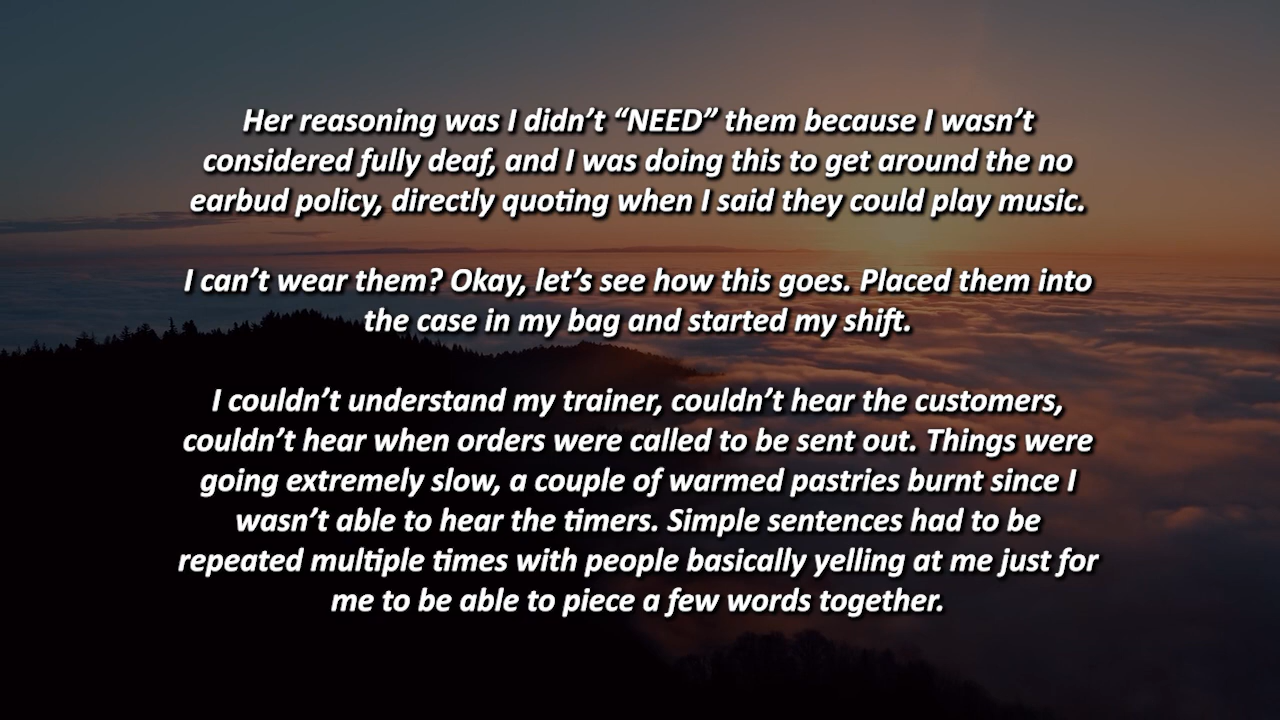 Her reasoning was I didn’t “NEED” them because I wasn’t
considered fully deaf, and I was doing this to get around the no
earbud policy, directly quoting when I said they could play music.
I can’t wear them? Okay, let’s see how this goes. Placed them into
the case in my bag and started my shift.
I couldn’t understand my trainer, couldn’t hear the customers,
couldn’t hear when orders were called to be sent out. Things were
going extremely slow, a couple of warmed pastries burnt since I
wasn’t able to hear the timers. Simple sentences had to be
repeated multiple times with people basically yelling at me just for
me to be able to piece a few words together.